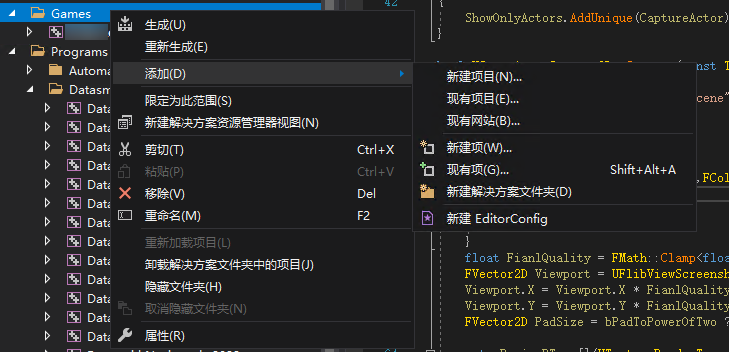 Games
Programs
Automa
Datasm
Data
Data
Data
Data
Data
Data
Data
Data
Data
Data
Data
生成(U)
重新生成(E)
添加(D)
限定为此范围(S)
新建解决方案资源管理器视图(N)
剪切(T) Ctrl+X
粘贴(P) Ctrl+V
移除(V) Del
重命名(M) F2
重新加载项目(L)
卸载解决方案文件夹中的项目(J)
隐藏文件夹(H)
取消隐藏文件夹(N)
属性(R)
新建项目(N)...
现有项目(E)...
现有网站(B)...
新建项(W)...
现有项(G)... Shift+Alt+A
新建解决方案文件夹(D)
新建 EditorConfig
42
ShowOnlyActors.AddUnique(CaptureActor)
}
const T
cene"
,FCol
}
float FianlQuality = FMath::Clamp<floa
FVector2D Viewport = UFlibViewScreensh
Viewport.X = Viewport.X * FianlQuality
Viewport.Y = Viewport.Y * FianlQuality
FVector2D PadSize = bPadToPowerOfTwo ?